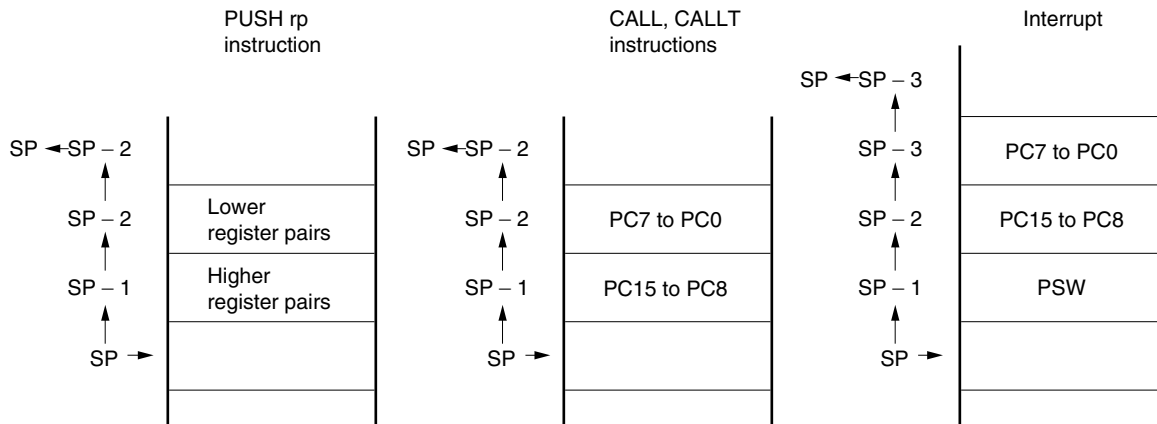 PUSH rp
instruction
SP SP – 2
SP – 2
SP – 1
SP
Lower
register pairs
Higher
register pairs
CALL, CALLT
instructions
SP SP – 2
SP – 2
SP – 1
SP
PC7 to PC0
PC15 to PC8
Interrupt
SP SP – 3
SP – 3
SP – 2
SP – 1
SP
PC7 to PC0
PC15 to PC8
PSW